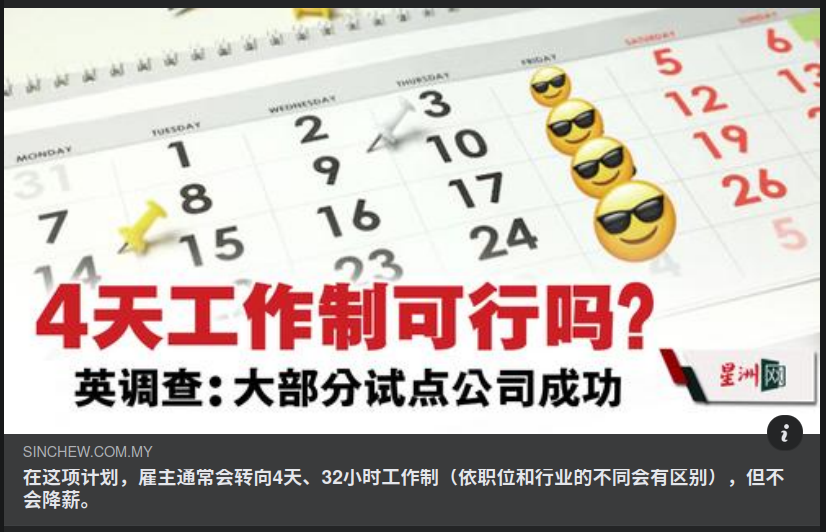 MONDAY TUESDAY WEDNESDAY THURSDAY FRIDAY SATURDAY SUNDAY
31 1 2 3 5 6
7 8 9 10 12 13
14 15 16 17 19
23 24 26
4 5
4天工作制可行吗?
英调查:大部分试点公司成功
星洲网
i
SINCHEW.COM.MY
在这项计划，雇主通常会转向4天、32小时工作制（依职位和行业的不同会有区别），但不
会降薪。